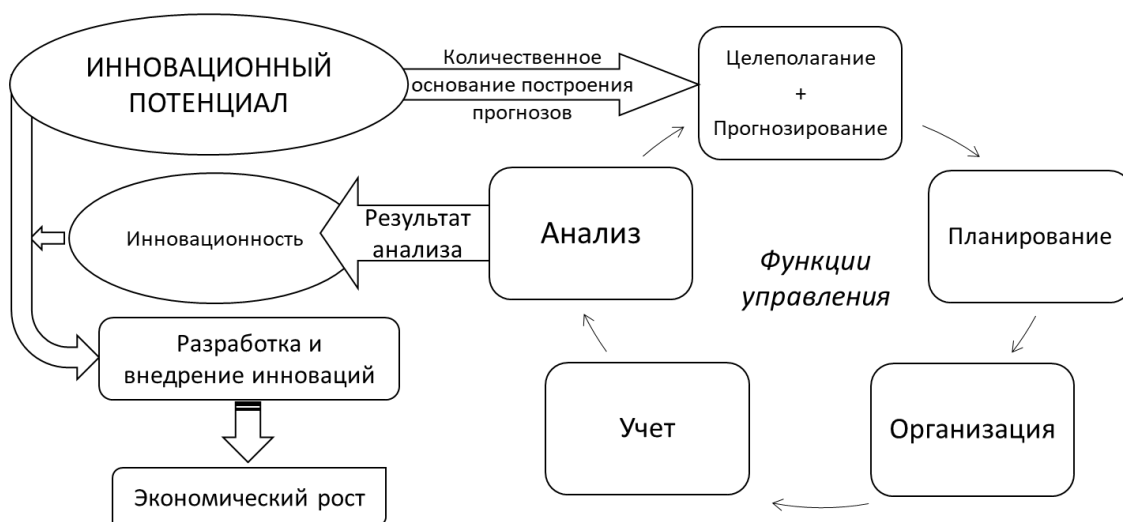 ИННОВАЦИОННЫЙ
ПОТЕНЦИАЛ
Количественное
основание построения
прогнозов
Целеполагание
+
Прогнозирование
Инновационность
Результат
анализа
Анализ
Функции
управления
Планирование
Разработка и
внедрение инноваций
Учет
Организация
Экономический рост